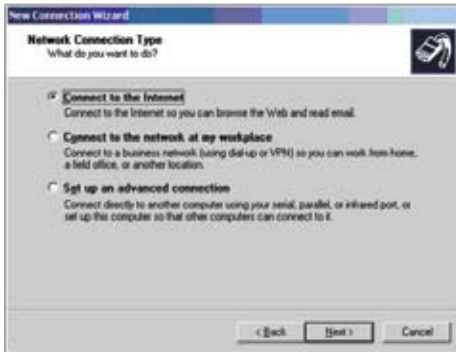 New Connection Wizard
Network Connection Type
What do you want to do?
Connect to the Internet
Connect to the Internet so you can browse the Web and read email.
Connect to the network at my workplace
Connect to a business network (using dial-up or VPN) so you can work from home,
a field office, or another location.
Set up an advanced connection
Connect directly to another computer using your serial, parallel, or infrared port, or
set up this computer so that other computers can connect to it.
< Back
Next >
Cancel